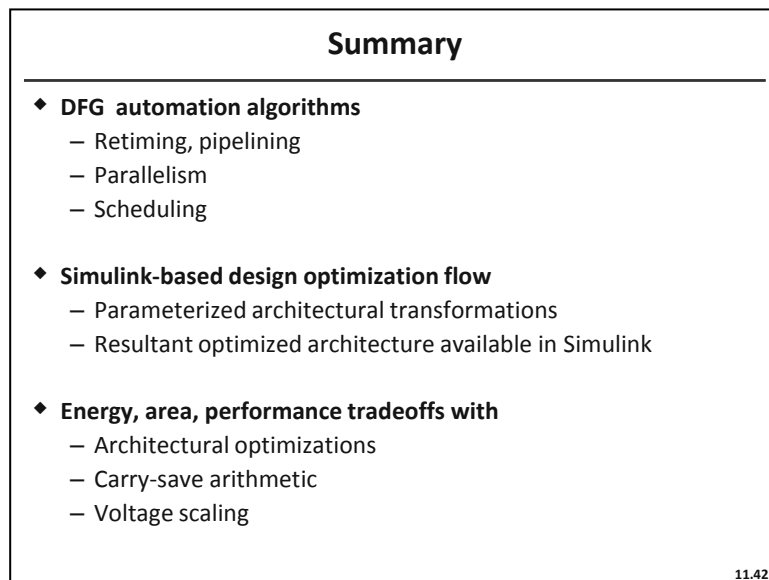 Summary
◆ DFG automation algorithms
– Retiming, pipelining
– Parallelism
– Scheduling
◆ Simulink-based design optimization flow
– Parameterized architectural transformations
– Resultant optimized architecture available in Simulink
◆ Energy, area, performance tradeoffs with
– Architectural optimizations
– Carry-save arithmetic
– Voltage scaling
11.42